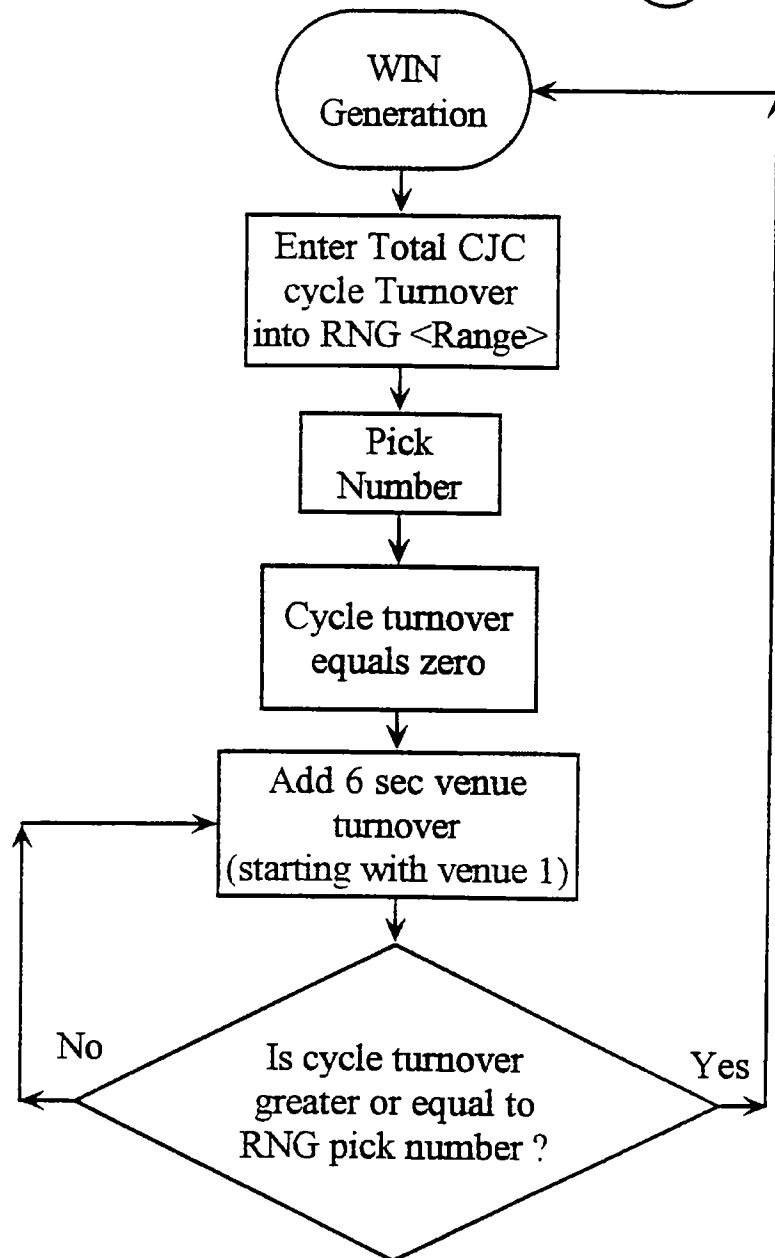 WIN
Generation
Enter Total CJC
cycle Turnover
into RNG <Range>
Pick
Number
Cycle turnover
equals zero
Add 6 sec venue
turnover
(starting with venue 1)
No
Yes
Is cycle turnover
greater or equal to
RNG pick number ?